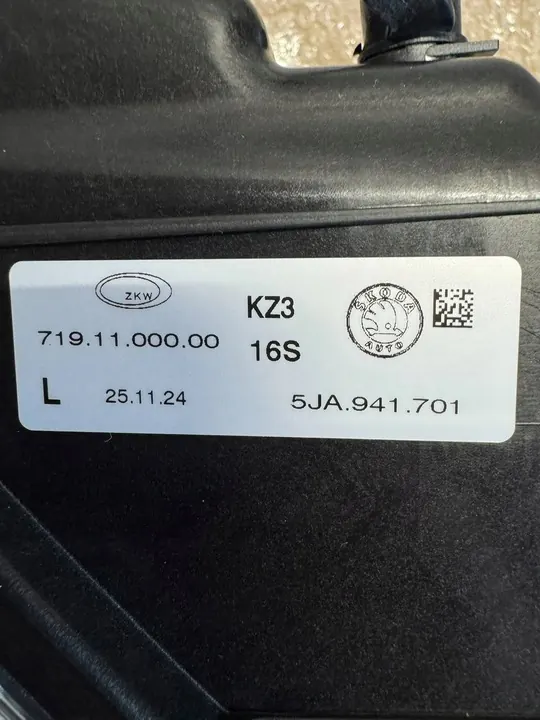 ZKW
KZ3
ŠKODA
AUTO
719.11.000.00
16S
L
25.11.24
5JA.941.701